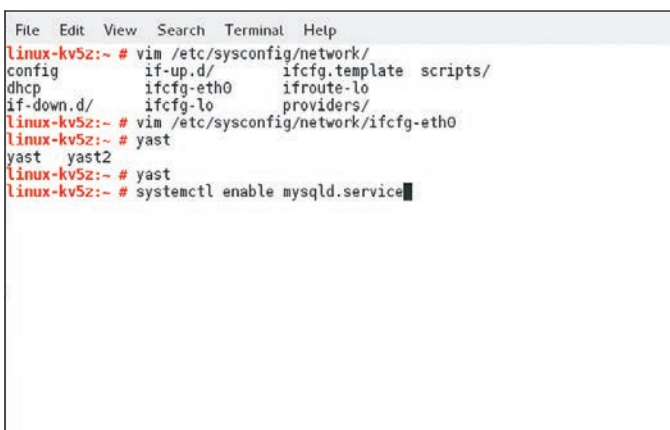 File Edit View Search Terminal Help
linux-kv5z:~ # vim /etc/sysconfig/network/
config if-up.d/ ifcfg.template scripts/
dhcp ifcfg-eth0 ifroute-lo
if-down.d/ ifcfg-lo providers/
linux-kv5z:~ # vim /etc/sysconfig/network/ifcfg-eth0
linux-kv5z:~ # yast
yast yast2
linux-kv5z:~ # yast
linux-kv5z:~ # systemctl enable mysqld.service